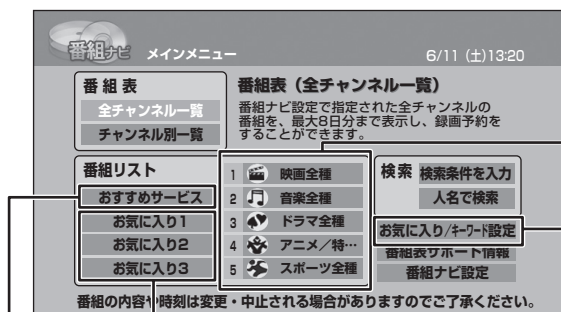 番組ナビ メインメニュー 6/11 (土)13:20
番組表
全チャンネル一覧
チャンネル別一覧
番組表（全チャンネル一覧）
番組ナビ設定で指定された全チャンネルの
番組を、最大8日分まで表示し、録画予約を
することができます。
番組リスト
おすすめサービス
お気に入り1
お気に入り2
お気に入り3
1 映画全種
2 音楽全種
3 ドラマ全種
4 アニメ／特…
5 スポーツ全種
検索 検索条件を入力
人名で検索
お気に入り/キーワード設定
番組表サポート情報
番組ナビ設定
番組の内容や時刻は変更・中止される場合がありますのでご了承ください。